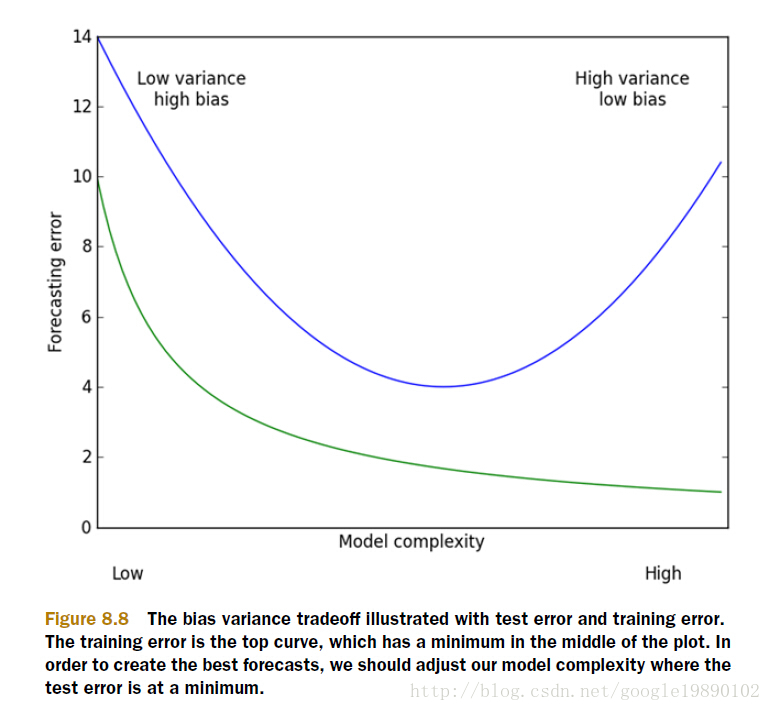 14
Low variance
high bias
High variance
low bias
12
10
8
6
4
2
0
Forecasting error
Model complexity
Low
High
Figure 8.8 The bias variance tradeoff illustrated with test error and training error.
The training error is the top curve, which has a minimum in the middle of the plot. In
order to create the best forecasts, we should adjust our model complexity where the
test error is at a minimum.
http://blog.csdn.net/google19890102